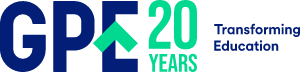 GPE
20
YEARS
Transforming
Education